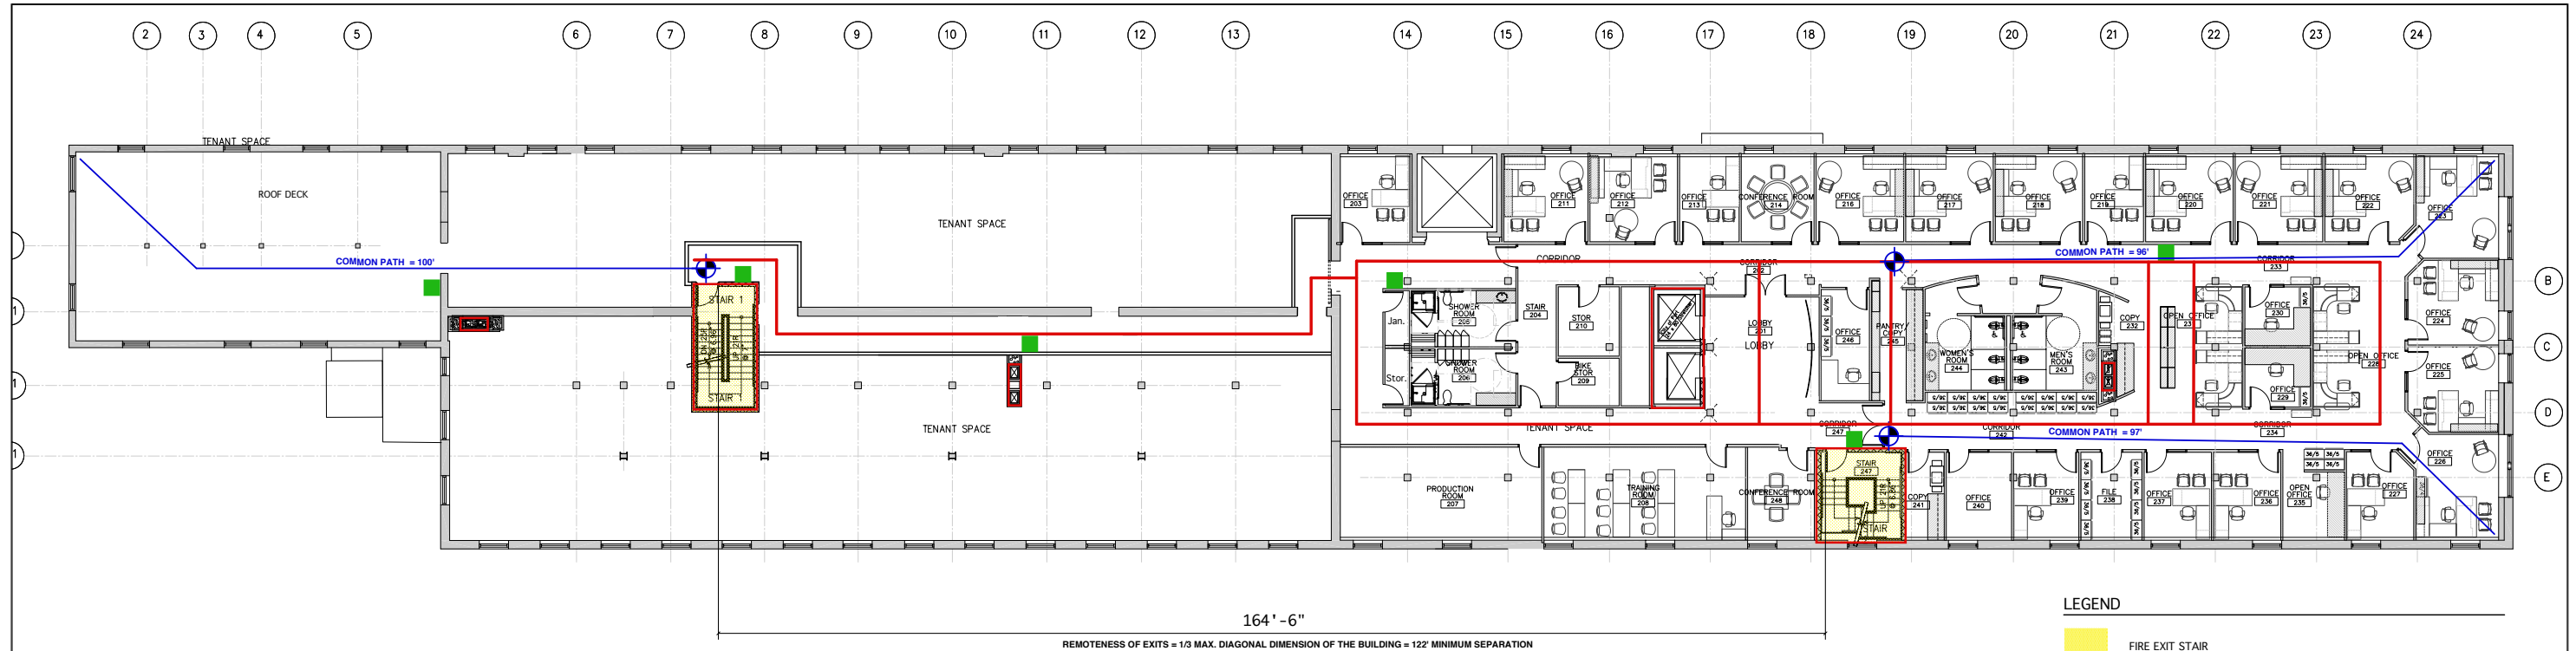 2 3 4 5 6 7 8 9 10 11 12 13 14 15 16 17 18 19 20 21 22 23 24
TENANT SPACE
ROOF DECK
TENANT SPACE
COMMON PATH = 100'
STAIR 1
STAIR 1
TENANT SPACE
OFFICE
203
OFFICE
211
OFFICE
212
OFFICE
213
CONFERENCE ROOM
214
OFFICE
216
OFFICE
217
OFFICE
218
OFFICE
219
OFFICE
220
OFFICE
221
OFFICE
222
223
CORRIDOR
CORRIDOR
202
COMMON PATH = 96'
CORRIDOR
233
B
1
Jan.
SHOWER
ROOM
205
STAIR
204
STOR
210
LOBBY
201
LOBBY
OFFICE
246
PANTRY/
COPY
245
WOMEN'S
ROOM
244
MEN'S
ROOM
243
COPY
232
OPEN OFFICE
OFFICE
230
OFFICE
229
OPEN OFFICE
228
OFFICE
224
C
OFFICE
225
1
Stor.
SHOWER
ROOM
206
BIKE
STOR
209
D
TENANT SPACE
CORRIDOR
247
CORRIDOR
242
COMMON PATH = 97'
CORRIDOR
234
1
PRODUCTION
ROOM
207
TRAINING
ROOM
208
CONFERENCE ROOM
248
STAIR
247
STAIR
COPY
241
OFFICE
240
OFFICE
239
FILE
238
OFFICE
237
OFFICE
236
OPEN
OFFICE
235
OFFICE
227
OFFICE
226
E
164'-6"
REMOTENESS OF EXITS = 1/3 MAX. DIAGONAL DIMENSION OF THE BUILDING = 122' MINIMUM SEPARATION
LEGEND
FIRE EXIT STAIR